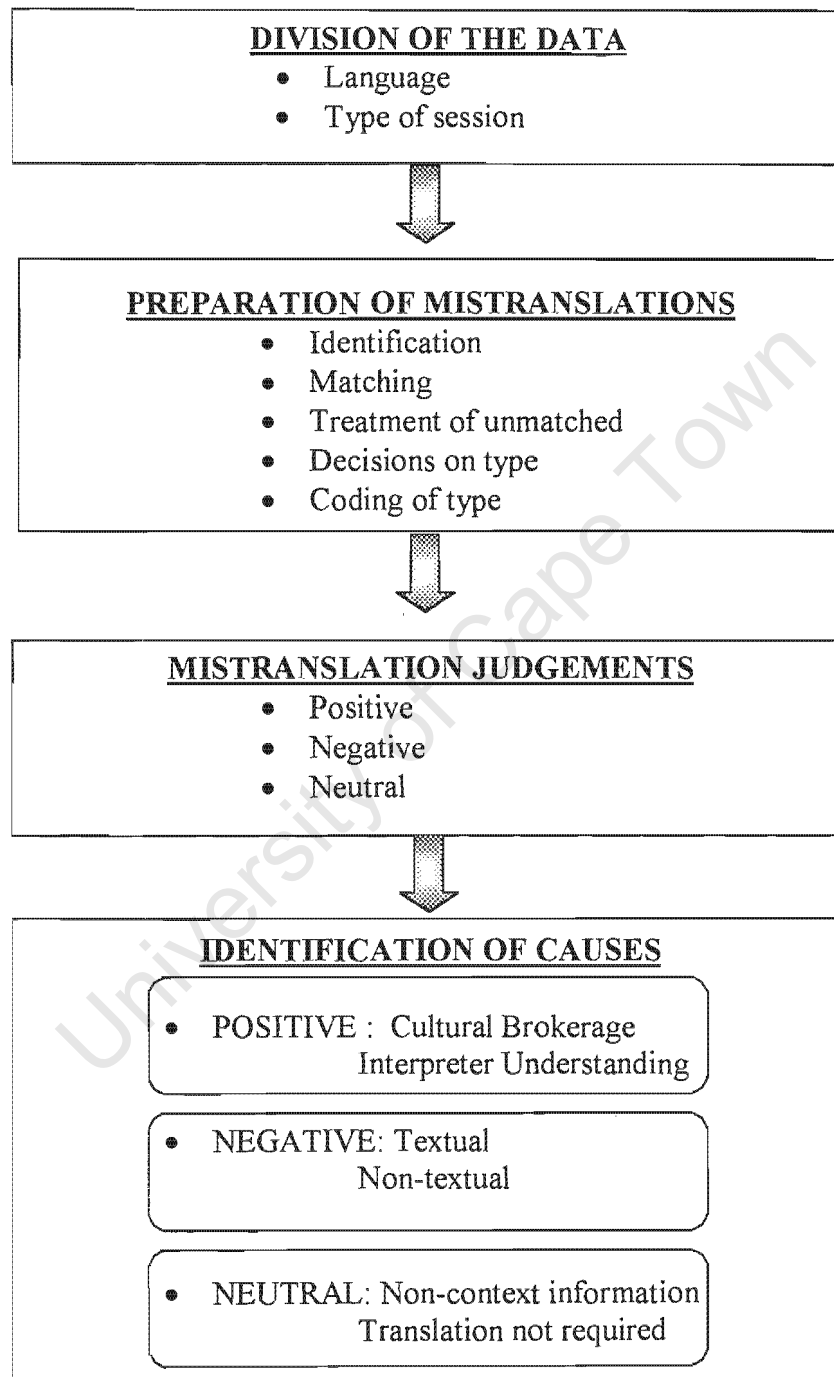 DIVISION OF THE DATA
• Language
• Type of session
PREPARATION OF MISTRANSLATIONS
• Identification
• Matching
• Treatment of unmatched
• Decisions on type
• Coding of type
MISTRANSLATION JUDGEMENTS
• Positive
• Negative
• Neutral
IDENTIFICATION OF CAUSES
• POSITIVE : Cultural Brokerage
Interpreter Understanding
• NEGATIVE: Textual
Non-textual
• NEUTRAL: Non-context information
Translation not required
University of Cape Town